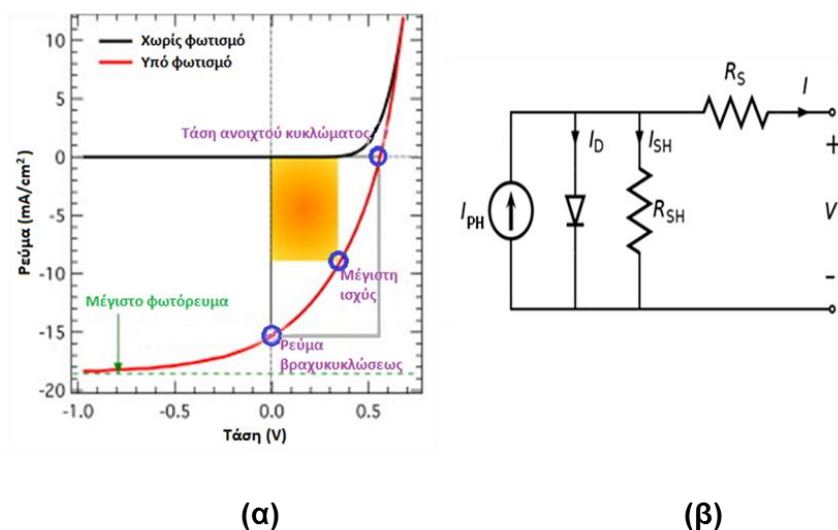 10
5
0
-5
-10
-15
-20
Ρεύμα (mA/cm²)
Χωρίς φωτισμό
Υπό φωτισμό
Τάση ανοιχτού κυκλώματος
Μέγιστη
ισχύς
Μέγιστο φωτόρευμα
Ρεύμα
βραχυκυκλώσεως
-1.0 -0.5 0.0 0.5
Τάση (V)
R_S I
I_D I_SH +
I_PH R_SH V
-
(α) (β)